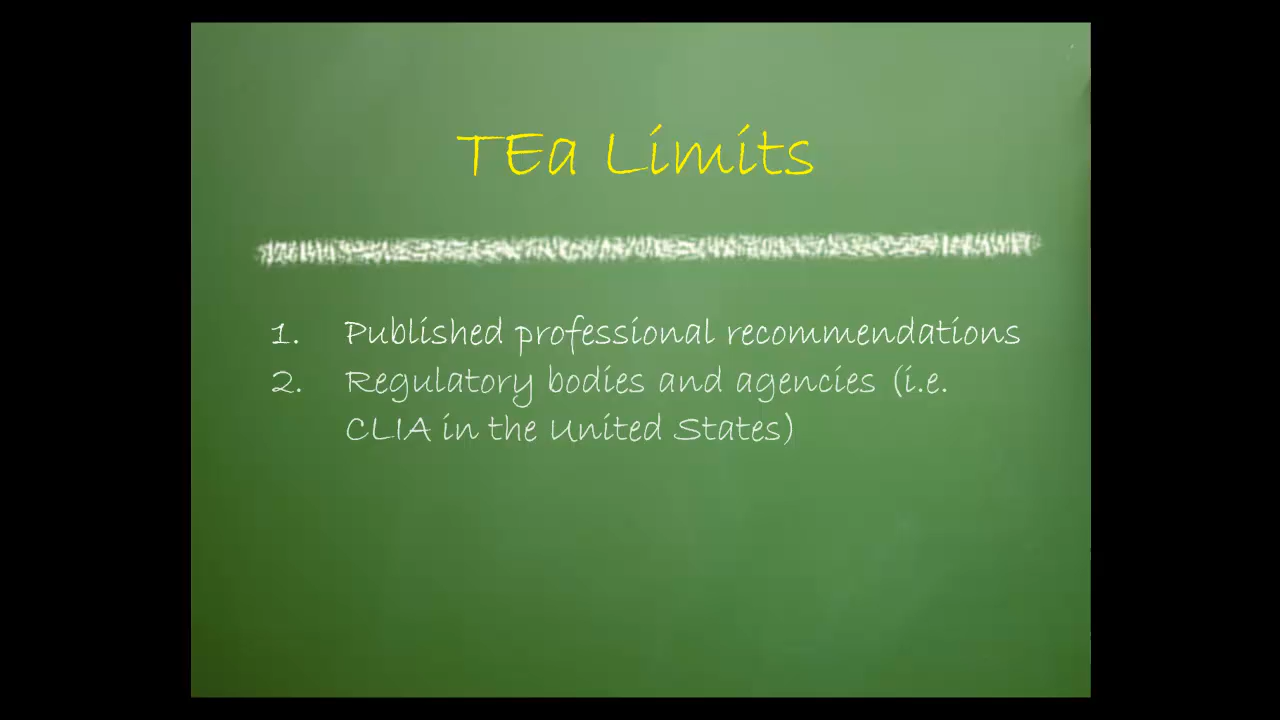 TEa Limits
1. Published professional recommendations
2. Regulatory bodies and agencies (i.e.
CLIA in the United States)